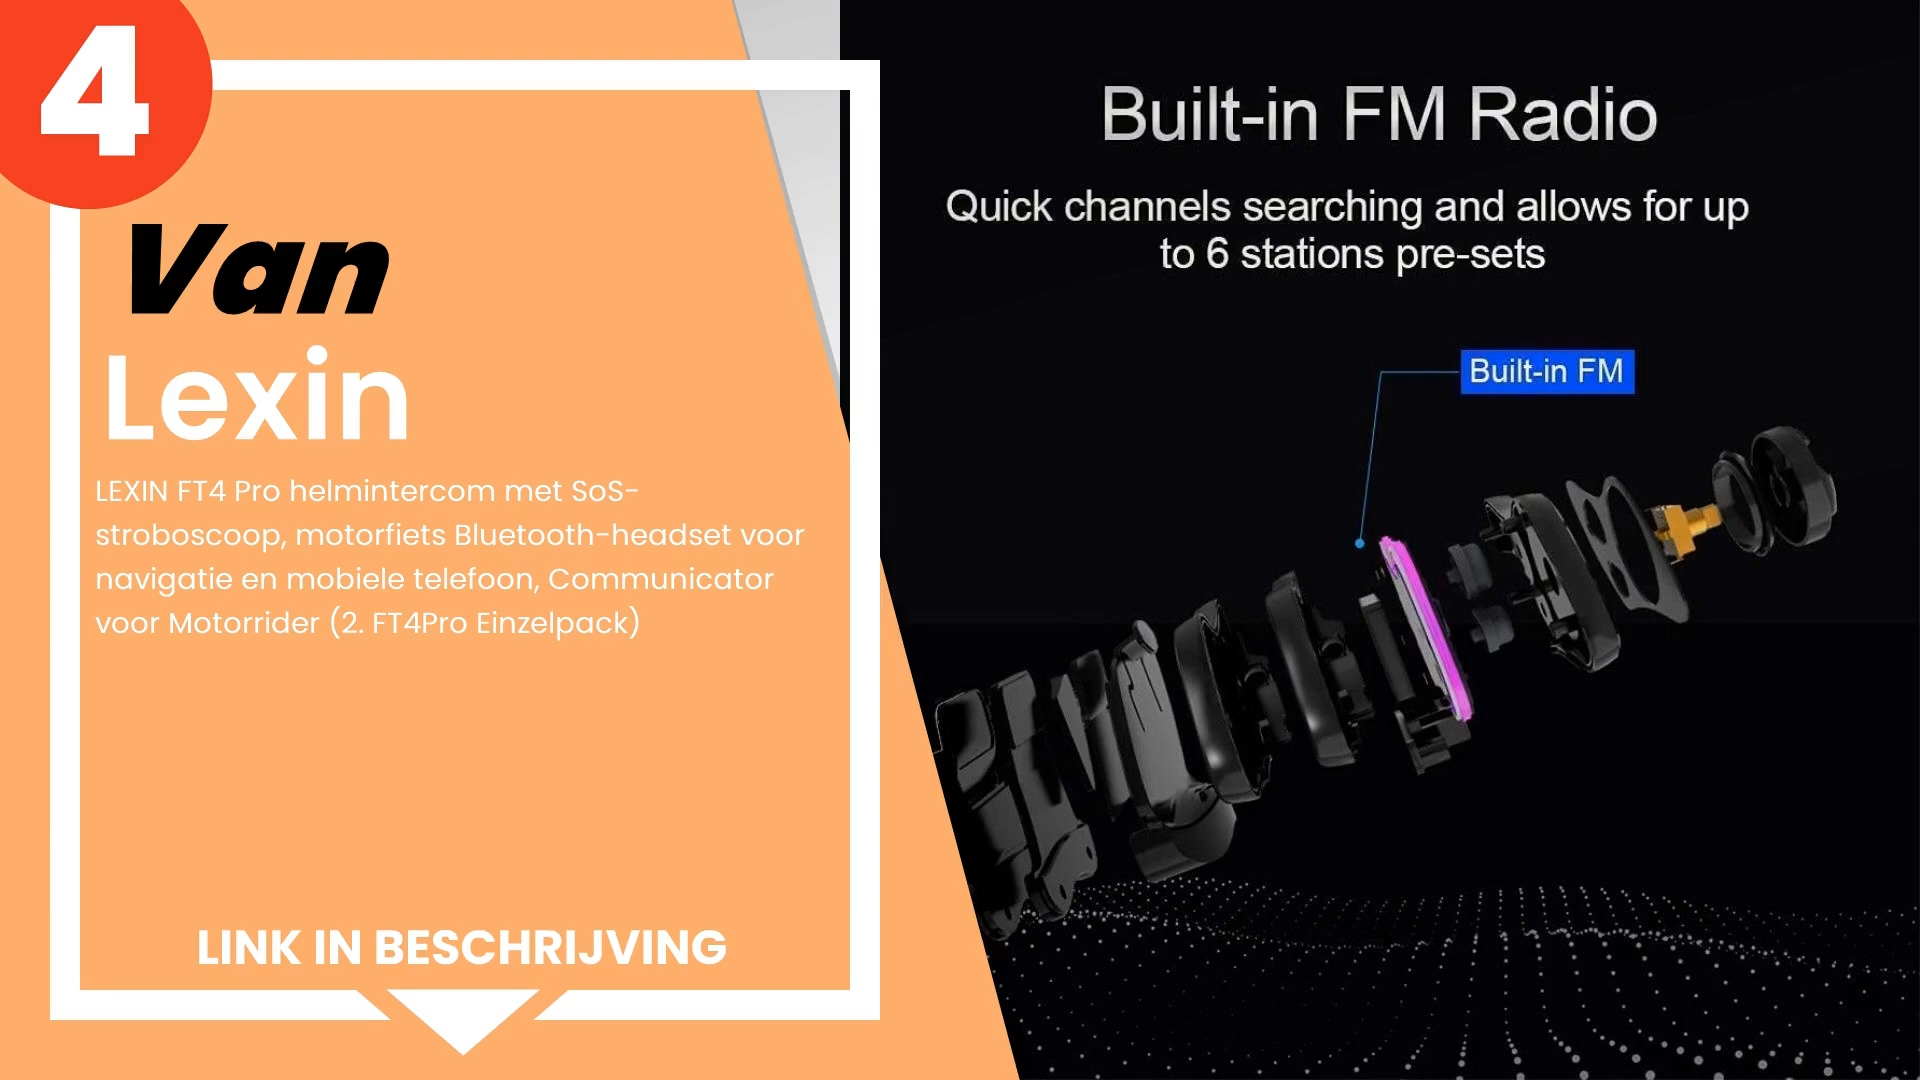 4
Van
Lexin
LEXIN FT4 Pro helmintercom met SoS-
stroboscoop, motorfiets Bluetooth-headset voor
navigatie en mobiele telefoon, Communicator
voor Motorrider (2. FT4Pro Einzelpack)
LINK IN BESCHRIJVING
Built-in FM Radio
Quick channels searching and allows for up
to 6 stations pre-sets
Built-in FM